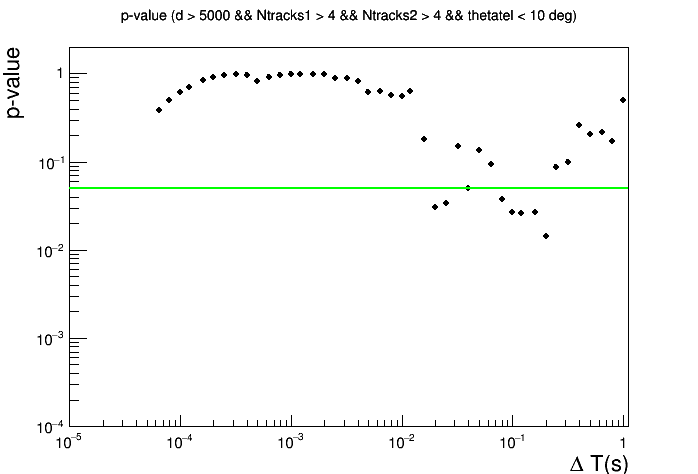 p-value (d > 5000 && Ntracks1 > 4 && Ntracks2 > 4 && thetatel < 10 deg)
p-value
1
10⁻¹
10⁻²
10⁻³
10⁻⁴
10⁻⁵ 10⁻⁴ 10⁻³ 10⁻² 10⁻¹ 1
Δ T(s)